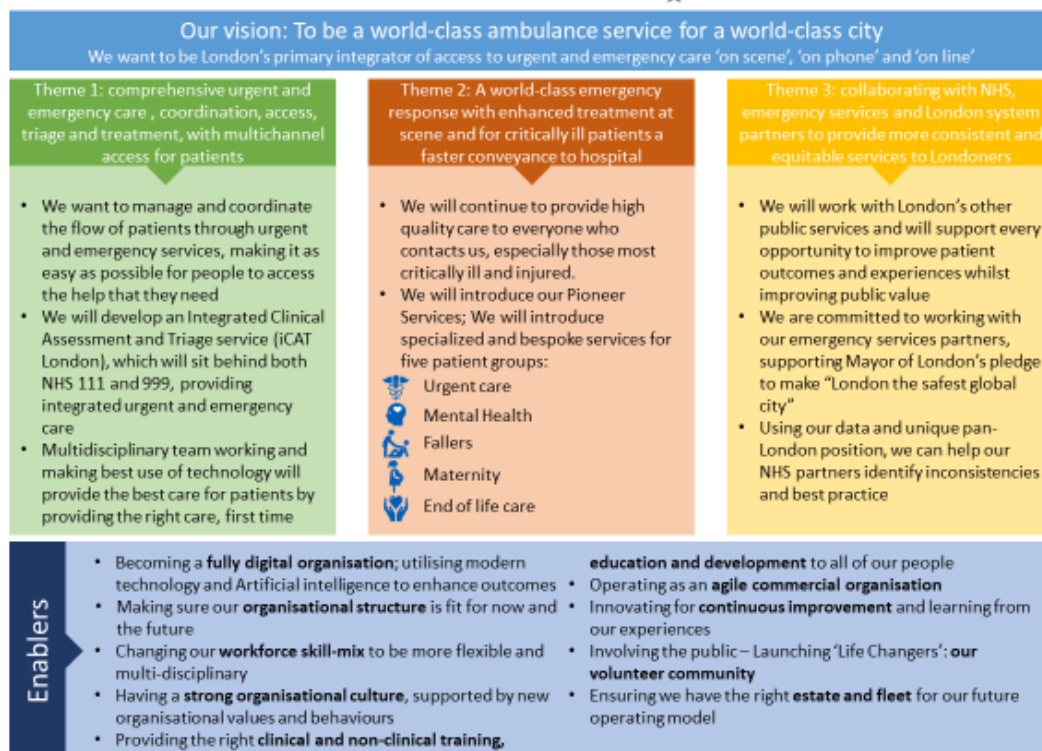 Our vision: To be a world-class ambulance service for a world-class city
We want to be London's primary integrator of access to urgent and emergency care 'on scene', 'on phone' and 'on line'
Theme 1: comprehensive urgent and
emergency care , coordination, access,
triage and treatment, with multichannel
access for patients
• We want to manage and coordinate
the flow of patients through urgent
and emergency services, making it as
easy as possible for people to access
the help that they need
• We will develop an Integrated Clinical
Assessment and Triage service (iCAT
London), which will sit behind both
NHS 111 and 999, providing
integrated urgent and emergency
care
• Multidisciplinary team working and
making best use of technology will
provide the best care for patients by
providing the right care, first time
Theme 2: A world-class emergency
response with enhanced treatment at
scene and for critically ill patients a
faster conveyance to hospital
• We will continue to provide high
quality care to everyone who
contacts us, especially those most
critically ill and injured.
• We will introduce our Pioneer
Services; We will introduce
specialized and bespoke services for
five patient groups:
Urgent care
Mental Health
Fallers
Maternity
End of life care
Theme 3: collaborating with NHS,
emergency services and London system
partners to provide more consistent and
equitable services to Londoners
• We will work with London's other
public services and will support every
opportunity to improve patient
outcomes and experiences whilst
improving public value
• We are committed to working with
our emergency services partners,
supporting Mayor of London's pledge
to make "London the safest global
city"
• Using our data and unique pan-
London position, we can help our
NHS partners identify inconsistencies
and best practice
Enablers
• Becoming a fully digital organisation; utilising modern
technology and Artificial intelligence to enhance outcomes
• Making sure our organisational structure is fit for now and
the future
• Changing our workforce skill-mix to be more flexible and
multi-disciplinary
• Having a strong organisational culture, supported by new
organisational values and behaviours
• Providing the right clinical and non-clinical training,
education and development to all of our people
• Operating as an agile commercial organisation
• Innovating for continuous improvement and learning from
our experiences
• Involving the public – Launching 'Life Changers': our
volunteer community
• Ensuring we have the right estate and fleet for our future
operating model